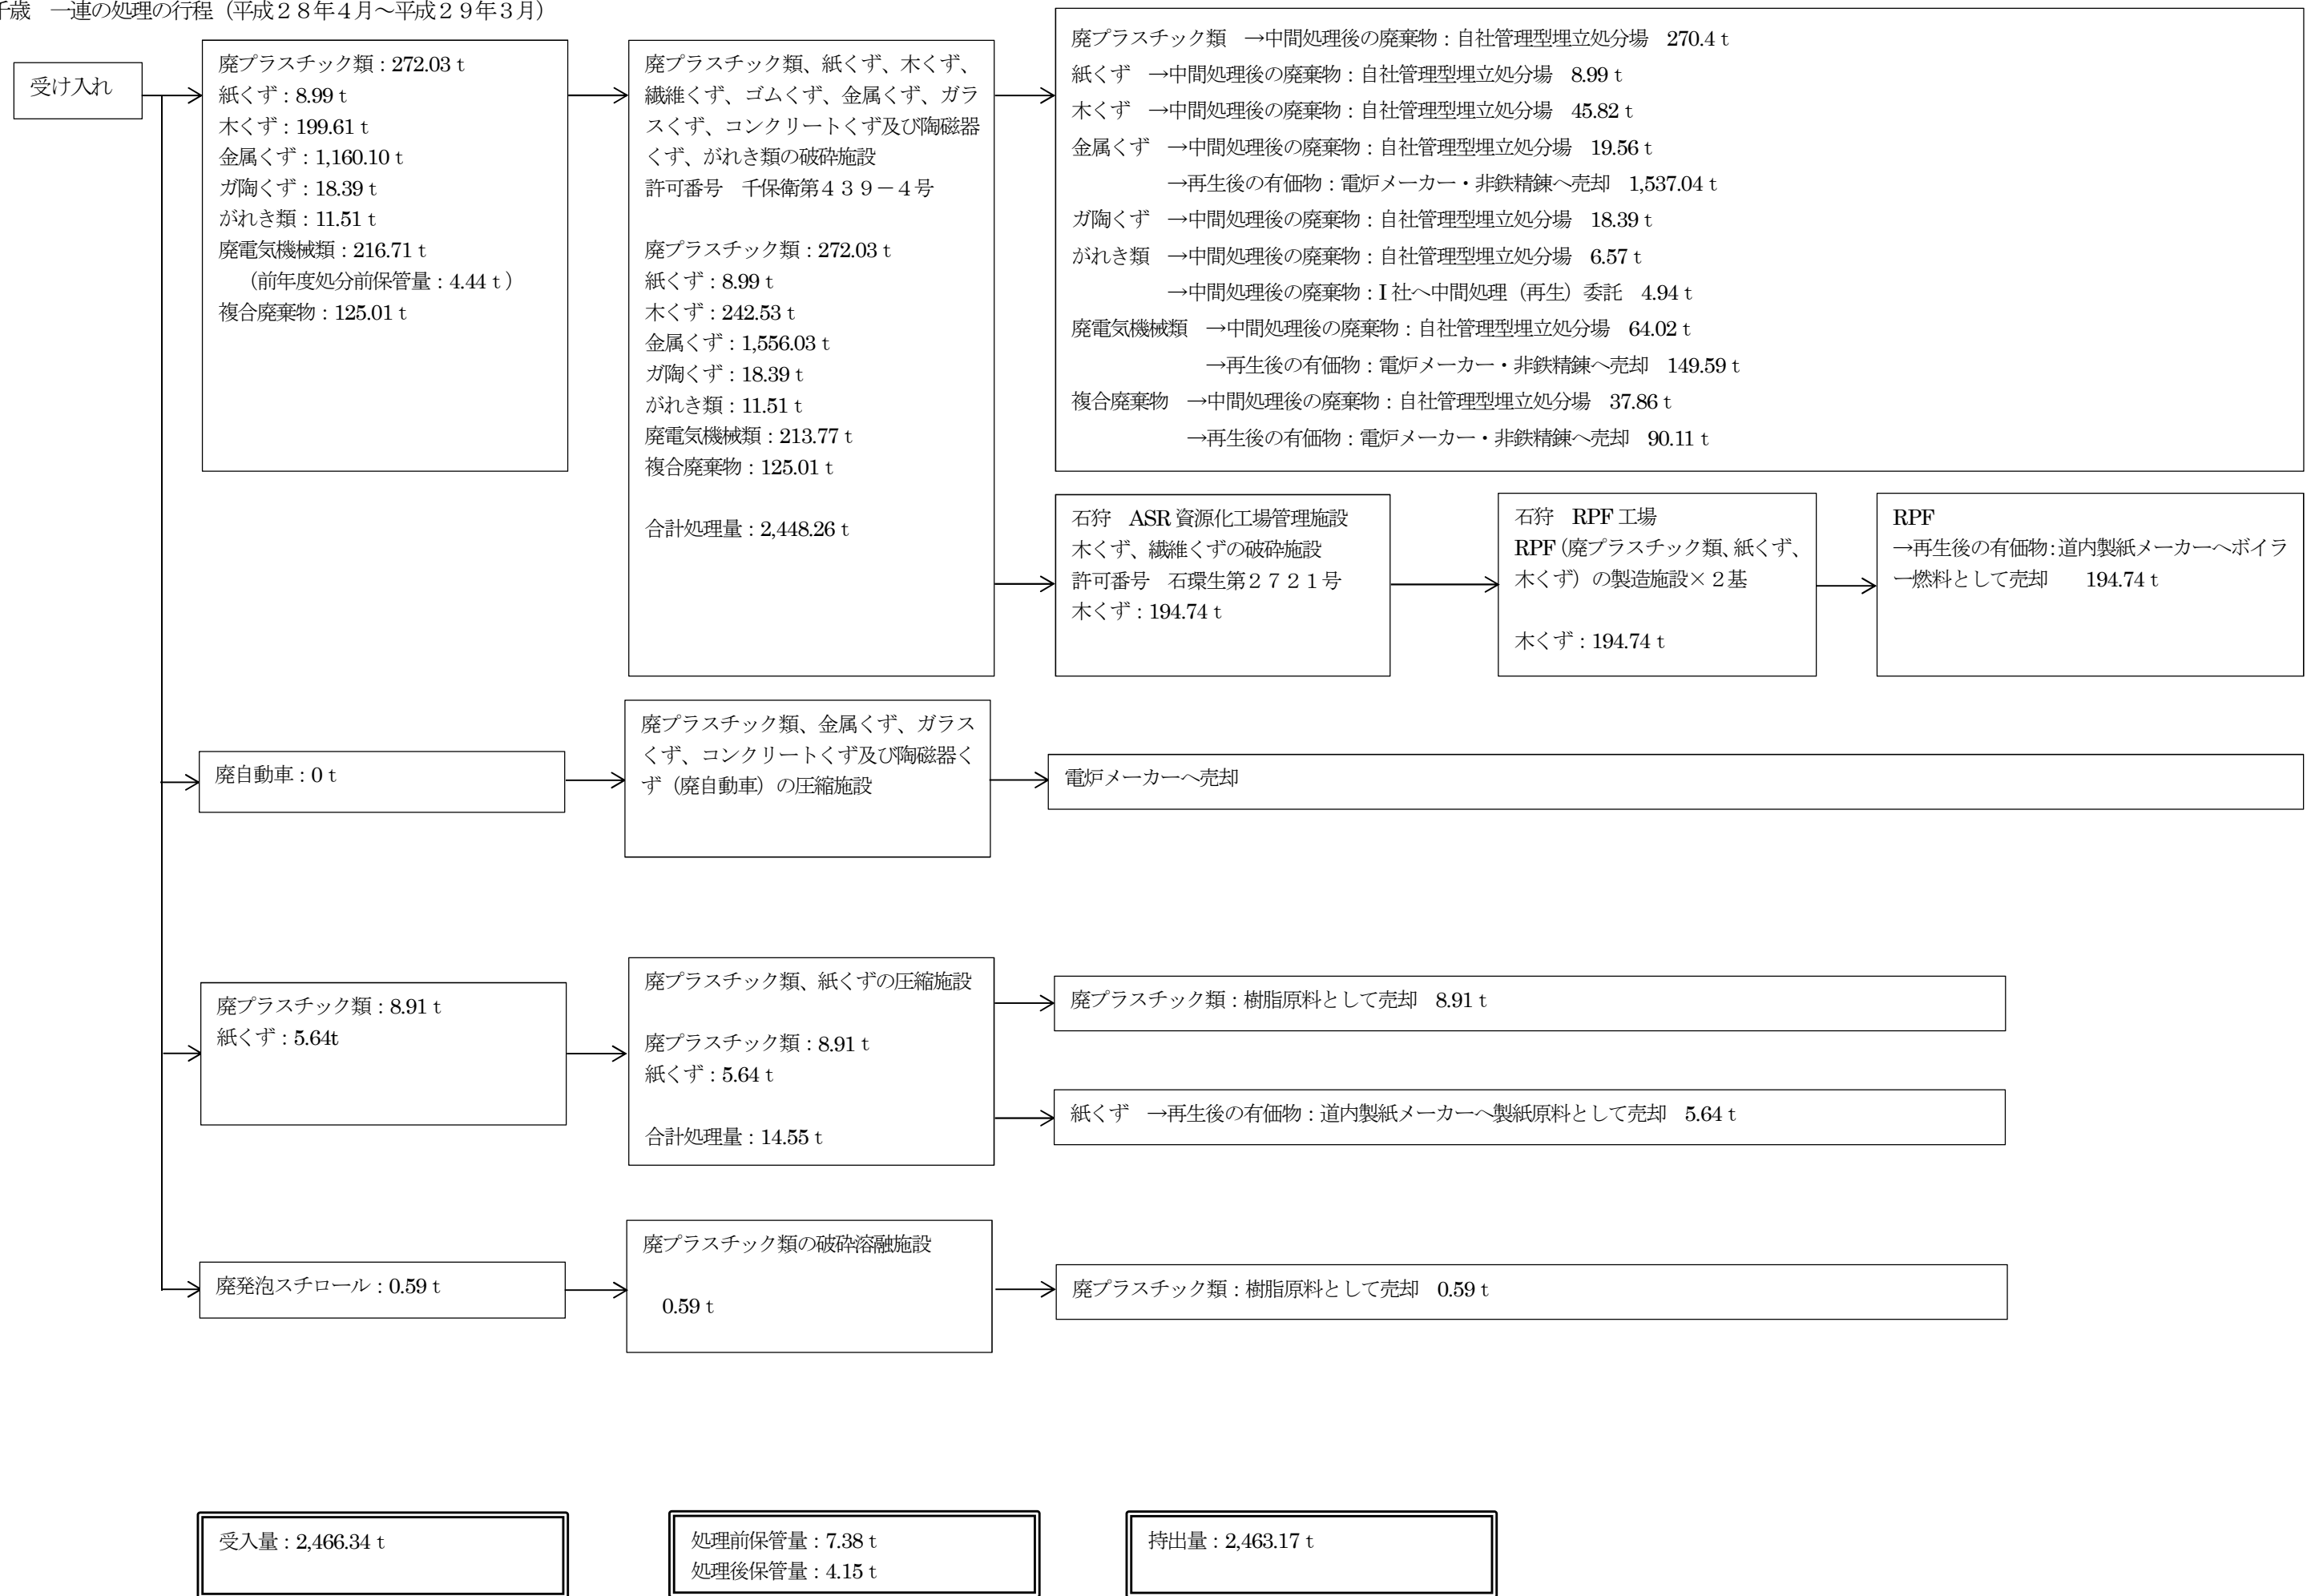 千歳　一連の処理の行程（平成２８年４月～平成２９年３月）
受け入れ
廃プラスチック類：272.03ｔ
紙くず：8.99ｔ
木くず：199.61ｔ
金属くず：1,160.10ｔ
ガ陶くず：18.39ｔ
がれき類：11.51ｔ
廃電気機械類：216.71ｔ
（前年度処分前保管量：4.44ｔ）
複合廃棄物：125.01ｔ
廃プラスチック類、紙くず、木くず、
繊維くず、ゴムくず、金属くず、ガラ
スくず、コンクリートくず及び陶磁器
くず、がれき類の破砕施設
許可番号　千保衛第４３９－４号
廃プラスチック類：272.03ｔ
紙くず：8.99ｔ
木くず：242.53ｔ
金属くず：1,556.03ｔ
ガ陶くず：18.39ｔ
がれき類：11.51ｔ
廃電気機械類：213.77ｔ
複合廃棄物：125.01ｔ
合計処理量：2,448.26ｔ
廃プラスチック類　→中間処理後の廃棄物：自社管理型埋立処分場　270.4ｔ
紙くず　→中間処理後の廃棄物：自社管理型埋立処分場　8.99ｔ
木くず　→中間処理後の廃棄物：自社管理型埋立処分場　45.82ｔ
金属くず　→中間処理後の廃棄物：自社管理型埋立処分場　19.56ｔ
→再生後の有価物：電炉メーカー・非鉄精錬へ売却　1,537.04ｔ
ガ陶くず　→中間処理後の廃棄物：自社管理型埋立処分場　18.39ｔ
がれき類　→中間処理後の廃棄物：自社管理型埋立処分場　6.57ｔ
→中間処理後の廃棄物：I 社へ中間処理（再生）委託　4.94ｔ
廃電気機械類　→中間処理後の廃棄物：自社管理型埋立処分場　64.02ｔ
→再生後の有価物：電炉メーカー・非鉄精錬へ売却　149.59ｔ
複合廃棄物　→中間処理後の廃棄物：自社管理型埋立処分場　37.86ｔ
→再生後の有価物：電炉メーカー・非鉄精錬へ売却　90.11ｔ
石狩　ASR 資源化工場管理施設
木くず、繊維くずの破砕施設
許可番号　石環生第２７２１号
木くず：194.74ｔ
石狩　RPF 工場
RPF（廃プラスチック類、紙くず、
木くず）の製造施設×２基
木くず：194.74ｔ
RPF
→再生後の有価物：道内製紙メーカーへボイラ
ー燃料として売却　　194.74ｔ
廃自動車：0ｔ
廃プラスチック類、金属くず、ガラス
くず、コンクリートくず及び陶磁器く
ず（廃自動車）の圧縮施設
電炉メーカーへ売却
廃プラスチック類：8.91ｔ
紙くず：5.64t
廃プラスチック類、紙くずの圧縮施設
廃プラスチック類：8.91ｔ
紙くず：5.64ｔ
合計処理量：14.55ｔ
廃プラスチック類：樹脂原料として売却　8.91ｔ
紙くず　→再生後の有価物：道内製紙メーカーへ製紙原料として売却　5.64ｔ
廃発泡スチロール：0.59ｔ
廃プラスチック類の破砕溶融施設
0.59ｔ
廃プラスチック類：樹脂原料として売却　0.59ｔ
受入量：2,466.34ｔ
処理前保管量：7.38ｔ
処理後保管量：4.15ｔ
持出量：2,463.17ｔ